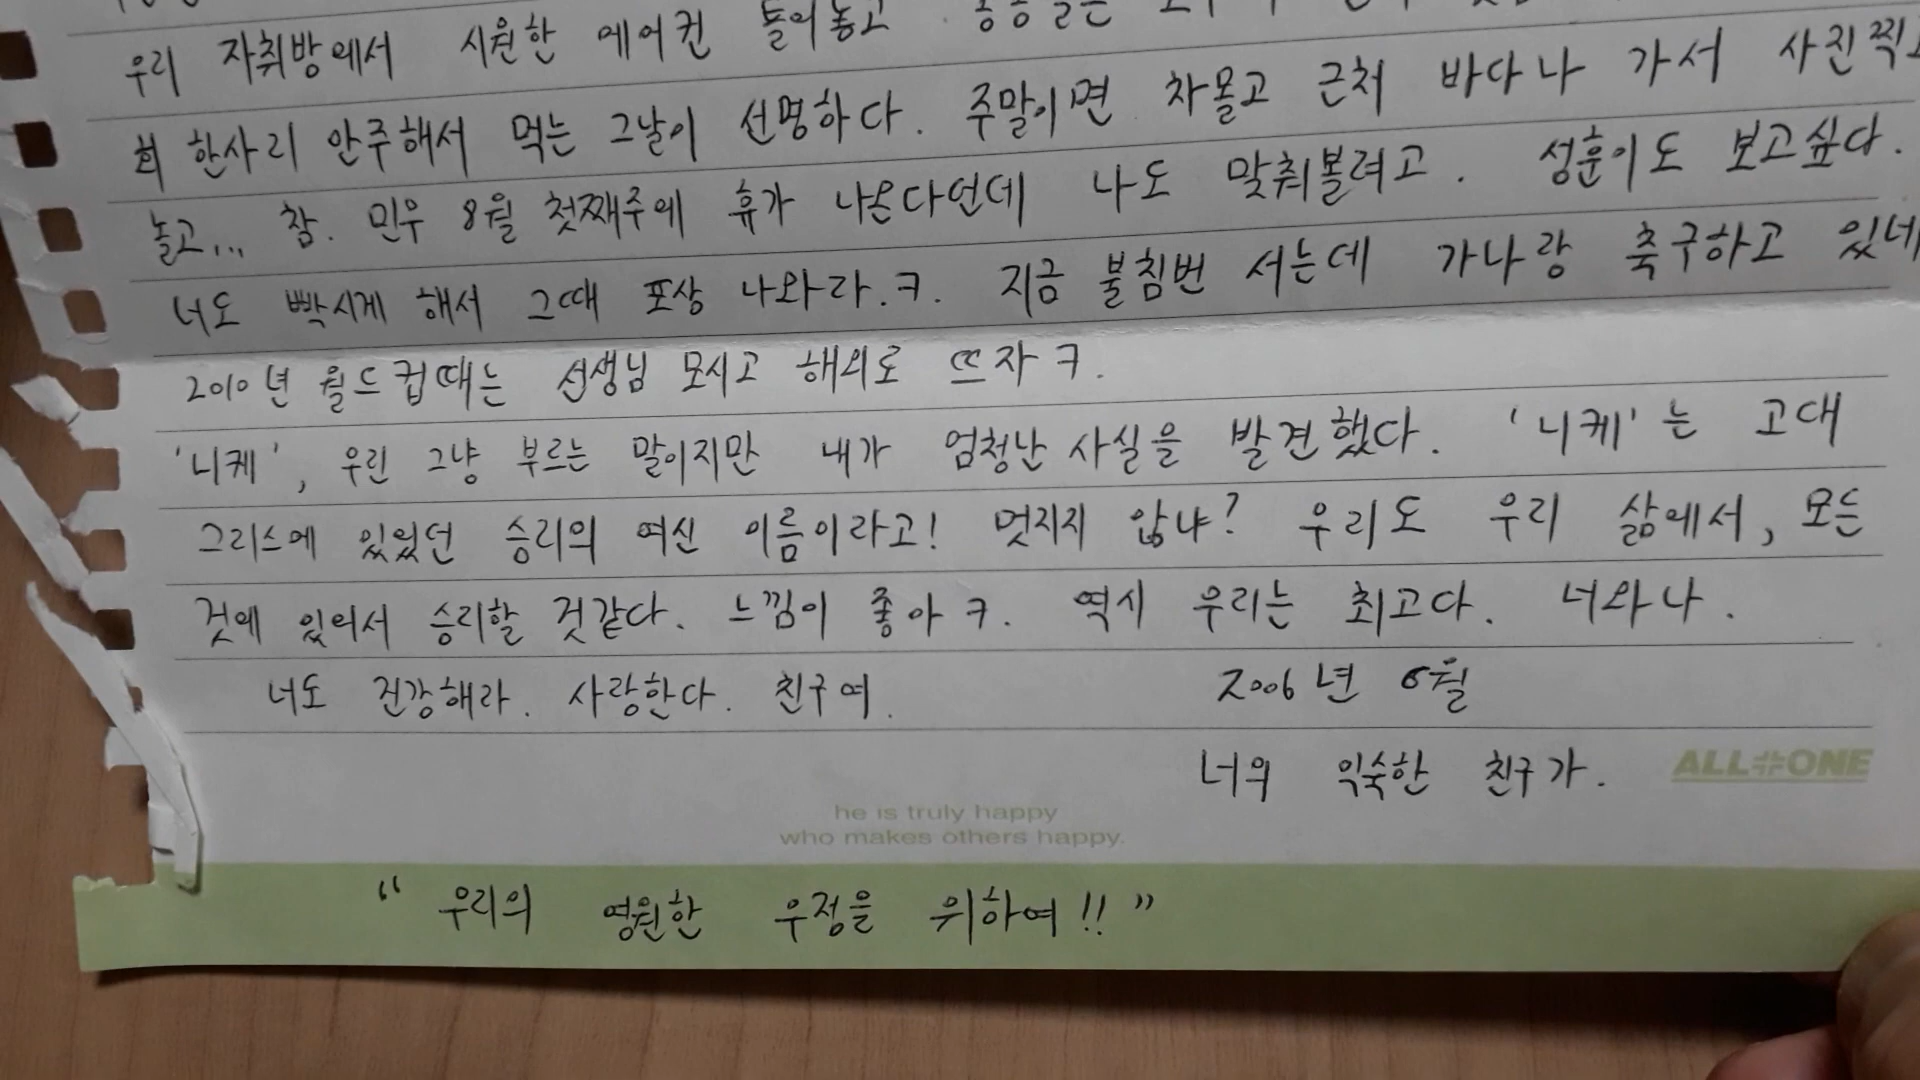 우리 자취방에서 시원한 에어컨 틀어놓고
회 한사리 안주해서 먹는 그날이 선명하다. 주말이면 차몰고 근처 바다나 가서 사진찍고
놀고... 참. 민우 8월 첫째주에 휴가 나온다던데 나도 맞춰볼려고. 성훈이도 보고싶다.
너도 빡시게 해서 그때 포상 나와라.ㅋ. 지금 불침번 서는데 가나랑 축구하고 있네
2010년 월드컵때는 선생님 모시고 해외로 뜨자ㅋ.
'니케', 우린 그냥 부르는 말이지만 내가 엄청난 사실을 발견했다. '니케'는 고대
그리스에 있었던 승리의 여신 이름이라고! 멋지지 않냐? 우리도 우리 삶에서, 모든
것에 있어서 승리할 것같다. 느낌이 좋아ㅋ. 역시 우리는 최고다. 너와나.
너도 건강해라. 사랑한다. 친구여. 2006년 6월
너의 익숙한 친구가. ALL#ONE
he is truly happy
who makes others happy.
“우리의 영원한 우정을 위하여!!”